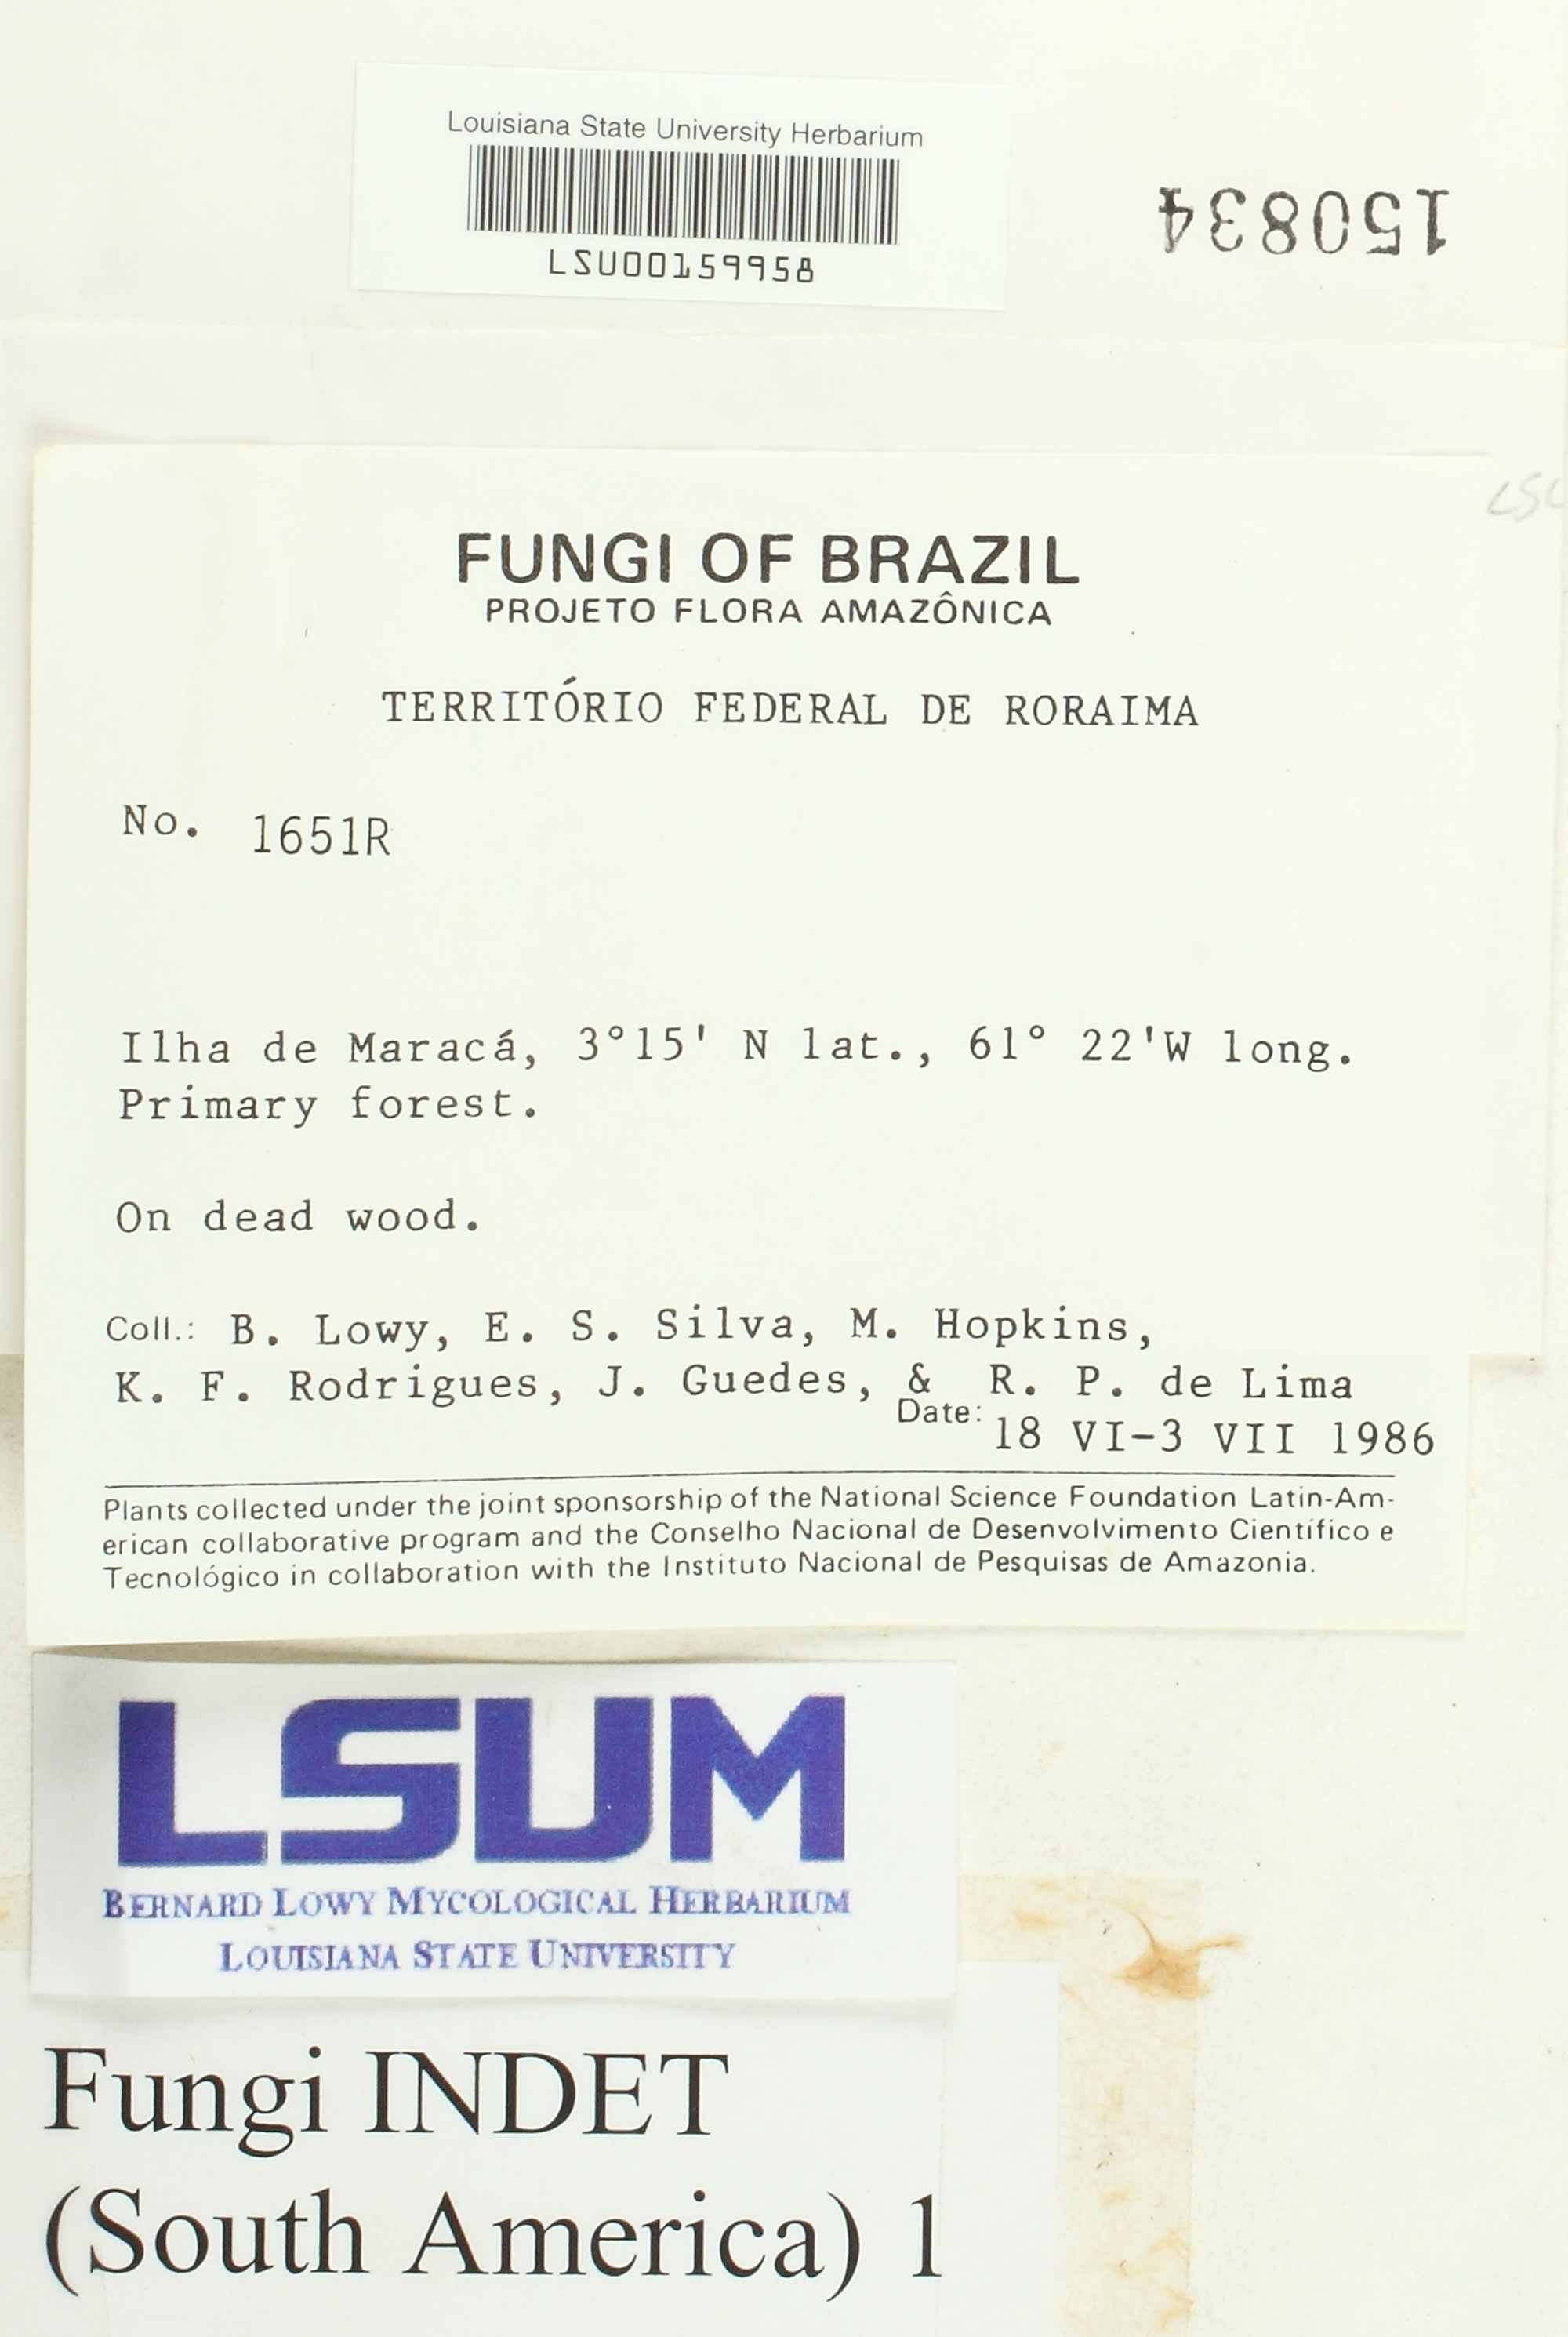 Louisiana State University Herbarium
LSU00159958
150834
LSU
FUNGI OF BRAZIL
PROJETO FLORA AMAZÔNICA
TERRITÓRIO FEDERAL DE RORAIMA
No. 1651R
Ilha de Maracá, 3°15' N lat., 61° 22'W long.
Primary forest.
On dead wood.
Coll.: B. Lowy, E. S. Silva, M. Hopkins,
K. F. Rodrigues, J. Guedes, & R. P. de Lima
Date: 18 VI-3 VII 1986
Plants collected under the joint sponsorship of the National Science Foundation Latin-Am-
erican collaborative program and the Conselho Nacional de Desenvolvimento Científico e
Tecnológico in collaboration with the Instituto Nacional de Pesquisas de Amazonia.
LSUM
BERNARD LOWY MYCOLOGICAL HERBARIUM
LOUISIANA STATE UNIVERSITY
Fungi INDET
(South America) 1